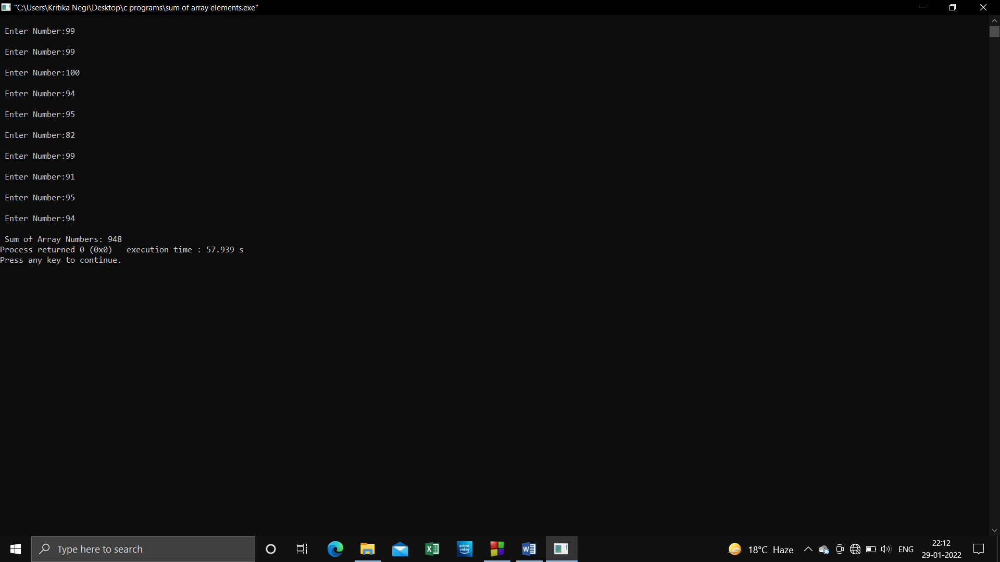 "C:\Users\Kritika Negi\Desktop\c programs\sum of array elements.exe"
Enter Number:99
Enter Number:99
Enter Number:100
Enter Number:94
Enter Number:95
Enter Number:82
Enter Number:99
Enter Number:91
Enter Number:95
Enter Number:94
Sum of Array Numbers: 948
Process returned 0 (0x0)   execution time : 57.939 s
Press any key to continue.
Type here to search
prime video
18°C Haze
ENG
22:12
29-01-2022